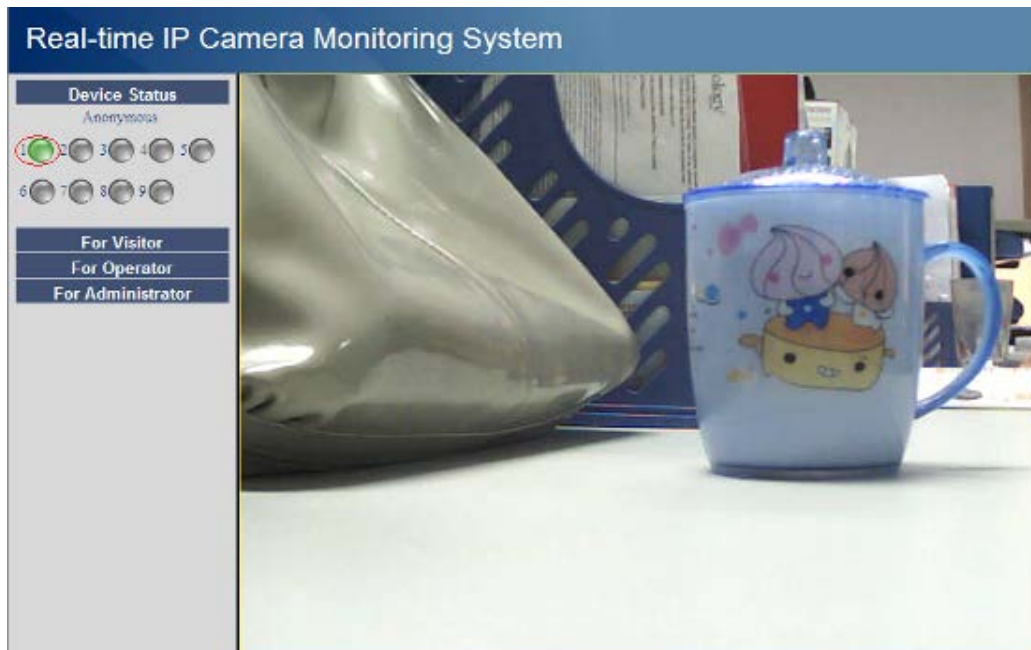 Real-time IP Camera Monitoring System
Device Status
Anonymous
1 2 3 4 5
6 7 8 9
For Visitor
For Operator
For Administrator
ology